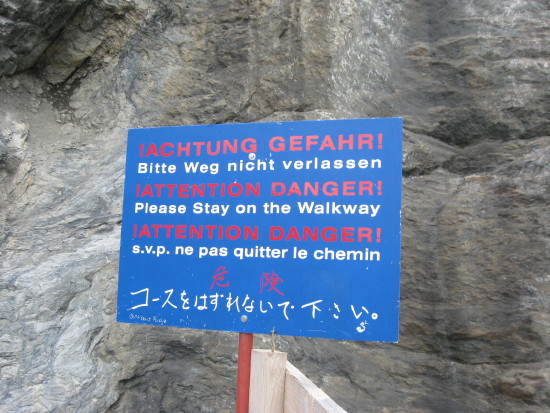 !ACHTUNG GEFAHR!
Bitte Weg nicht verlassen
!ATTENTION DANGER!
Please Stay on the Walkway
!ATTENTION DANGER!
s.v.p. ne pas quitter le chemin
危険
コースをはずれないで下さい。